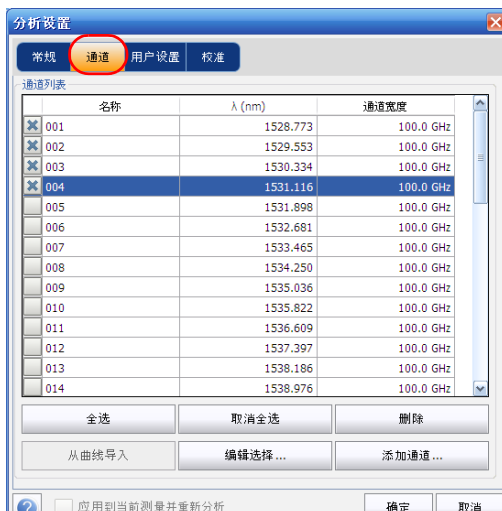 分析设置
常规 通道 用户设置 校准
通道列表
名称 λ (nm) 通道宽度
001 1528.773 100.0 GHz
002 1529.553 100.0 GHz
003 1530.334 100.0 GHz
004 1531.116 100.0 GHz
005 1531.898 100.0 GHz
006 1532.681 100.0 GHz
007 1533.465 100.0 GHz
008 1534.250 100.0 GHz
009 1535.036 100.0 GHz
010 1535.822 100.0 GHz
011 1536.609 100.0 GHz
012 1537.397 100.0 GHz
013 1538.186 100.0 GHz
014 1538.976 100.0 GHz
全选 取消全选 删除
从曲线导入 编辑选择... 添加通道...
应用到当前测量并重新分析 确定 取消